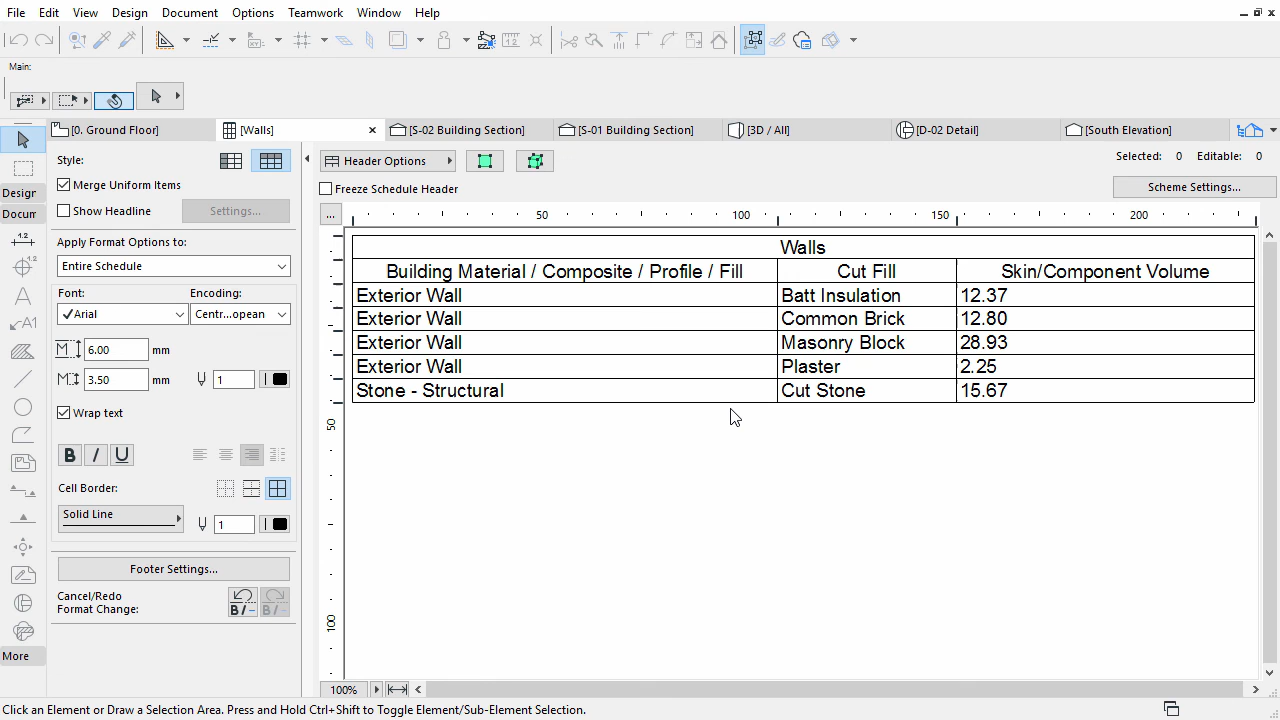 File Edit View Design Document Options Teamwork Window Help
Main:
[0. Ground Floor] [Walls] [S-02 Building Section] [S-01 Building Section] [3D / All] [D-02 Detail] [South Elevation]
Style:
Header Options
Selected: 0 Editable: 0
Merge Uniform Items
Freeze Schedule Header
Scheme Settings...
Design
Show Headline
Settings...
Docum
... 50 100 150 200
Apply Format Options to:
Entire Schedule
Font: Encoding:
Arial Centr...opean
6.00 mm
3.50 mm 1
Wrap text
B I U
Cell Border:
Solid Line
1
Footer Settings...
Cancel/Redo
Format Change:
B/– B/–
More
Walls
Building Material / Composite / Profile / Fill Cut Fill Skin/Component Volume
Exterior Wall Batt Insulation 12.37
Exterior Wall Common Brick 12.80
Exterior Wall Masonry Block 28.93
Exterior Wall Plaster 2.25
Stone - Structural Cut Stone 15.67
50
100
100%
Click an Element or Draw a Selection Area. Press and Hold Ctrl+Shift to Toggle Element/Sub-Element Selection.